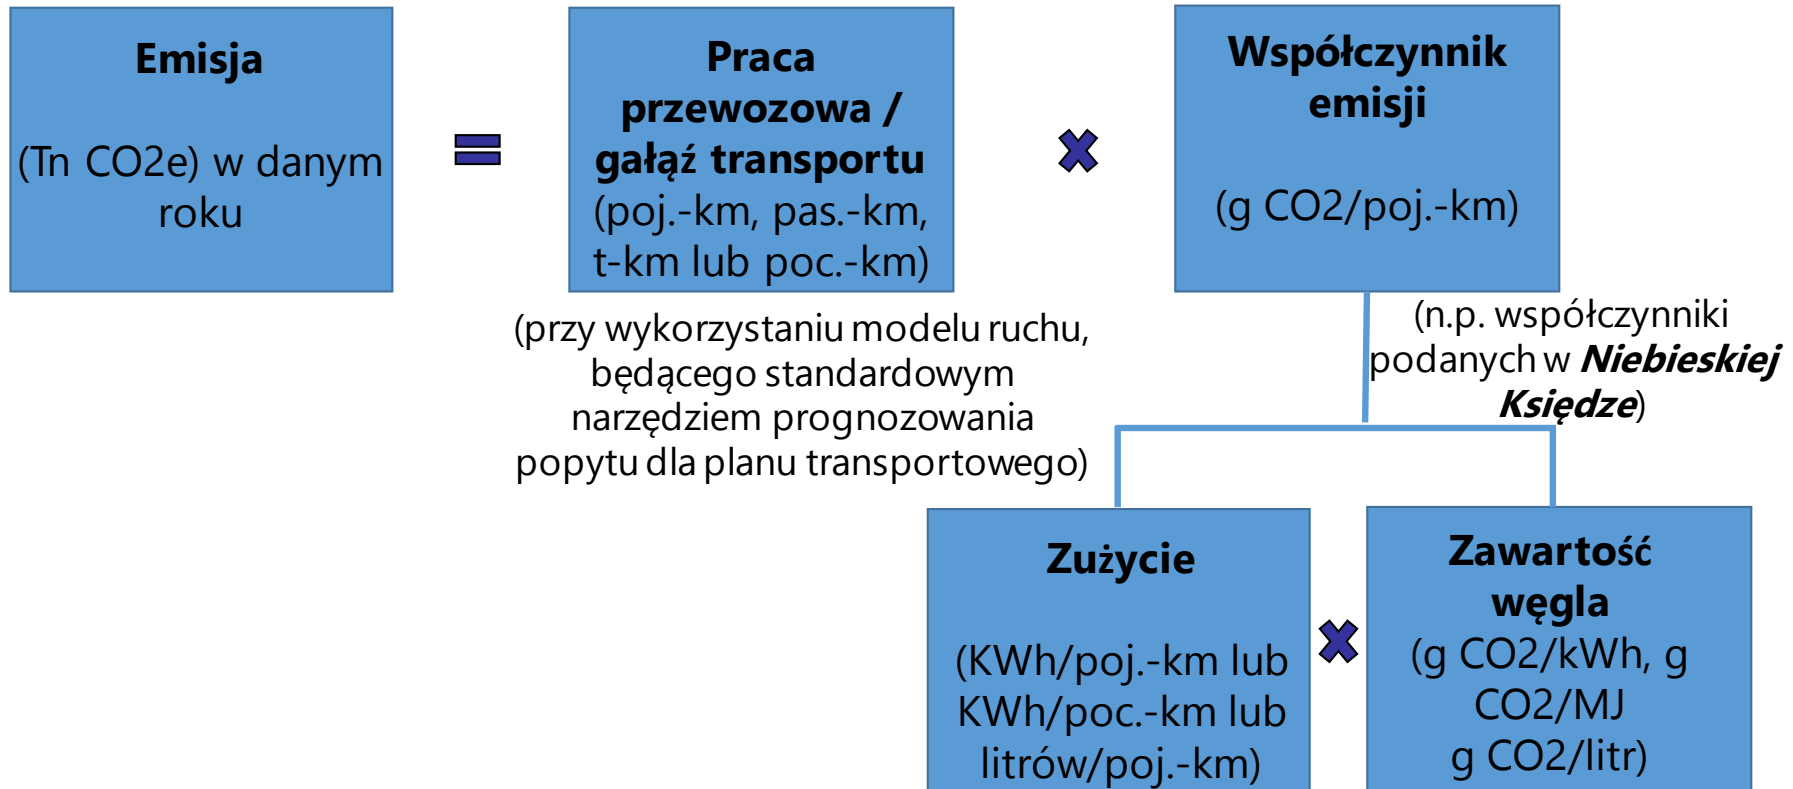 Emisja
(Tn CO2e) w danym
roku
Praca
przewozowa /
gałąź transportu
(poj.-km, pas.-km,
t-km lub poc.-km)
Współczynnik
emisji
(g CO2/poj.-km)
(przy wykorzystaniu modelu ruchu,
będącego standardowym
narzędziem prognozowania
popytu dla planu transportowego)
(n.p. współczynniki
podanych w Niebieskiej
Księdze)
Zużycie
(KWh/poj.-km lub
KWh/poc.-km lub
litrów/poj.-km)
Zawartość
węgla
(g CO2/kWh, g
CO2/MJ
g CO2/litr)